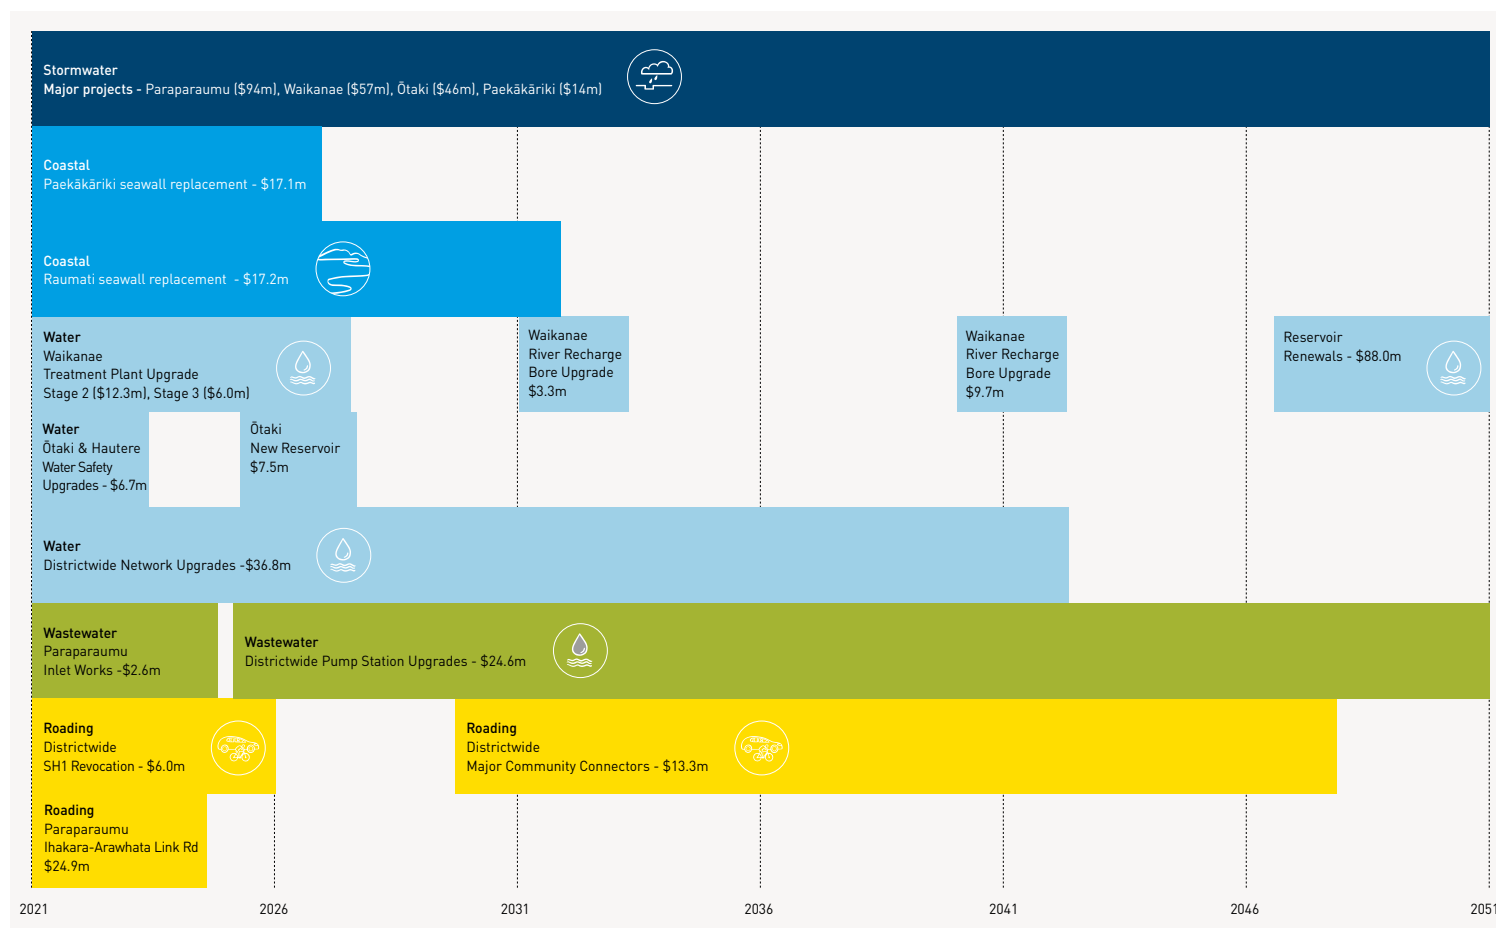 Stormwater
Major projects - Paraparaumu ($94m), Waikanae ($57m), Ōtaki ($46m), Paekākāriki ($14m)
Coastal
Paekākāriki seawall replacement - $17.1m
Coastal
Raumati seawall replacement - $17.2m
Water
Waikanae
Treatment Plant Upgrade
Stage 2 ($12.3m), Stage 3 ($6.0m)
Waikanae
River Recharge
Bore Upgrade
$3.3m
Waikanae
River Recharge
Bore Upgrade
$9.7m
Reservoir
Renewals - $88.0m
Water
Ōtaki & Hautere
Water Safety
Upgrades - $6.7m
Ōtaki
New Reservoir
$7.5m
Water
Districtwide Network Upgrades -$36.8m
Wastewater
Paraparaumu
Inlet Works -$2.6m
Wastewater
Districtwide Pump Station Upgrades - $24.6m
Roading
Districtwide
SH1 Revocation - $6.0m
Roading
Districtwide
Major Community Connectors - $13.3m
Roading
Paraparaumu
Ihakara-Arawhata Link Rd
$24.9m
2021 2026 2031 2036 2041 2046 2051